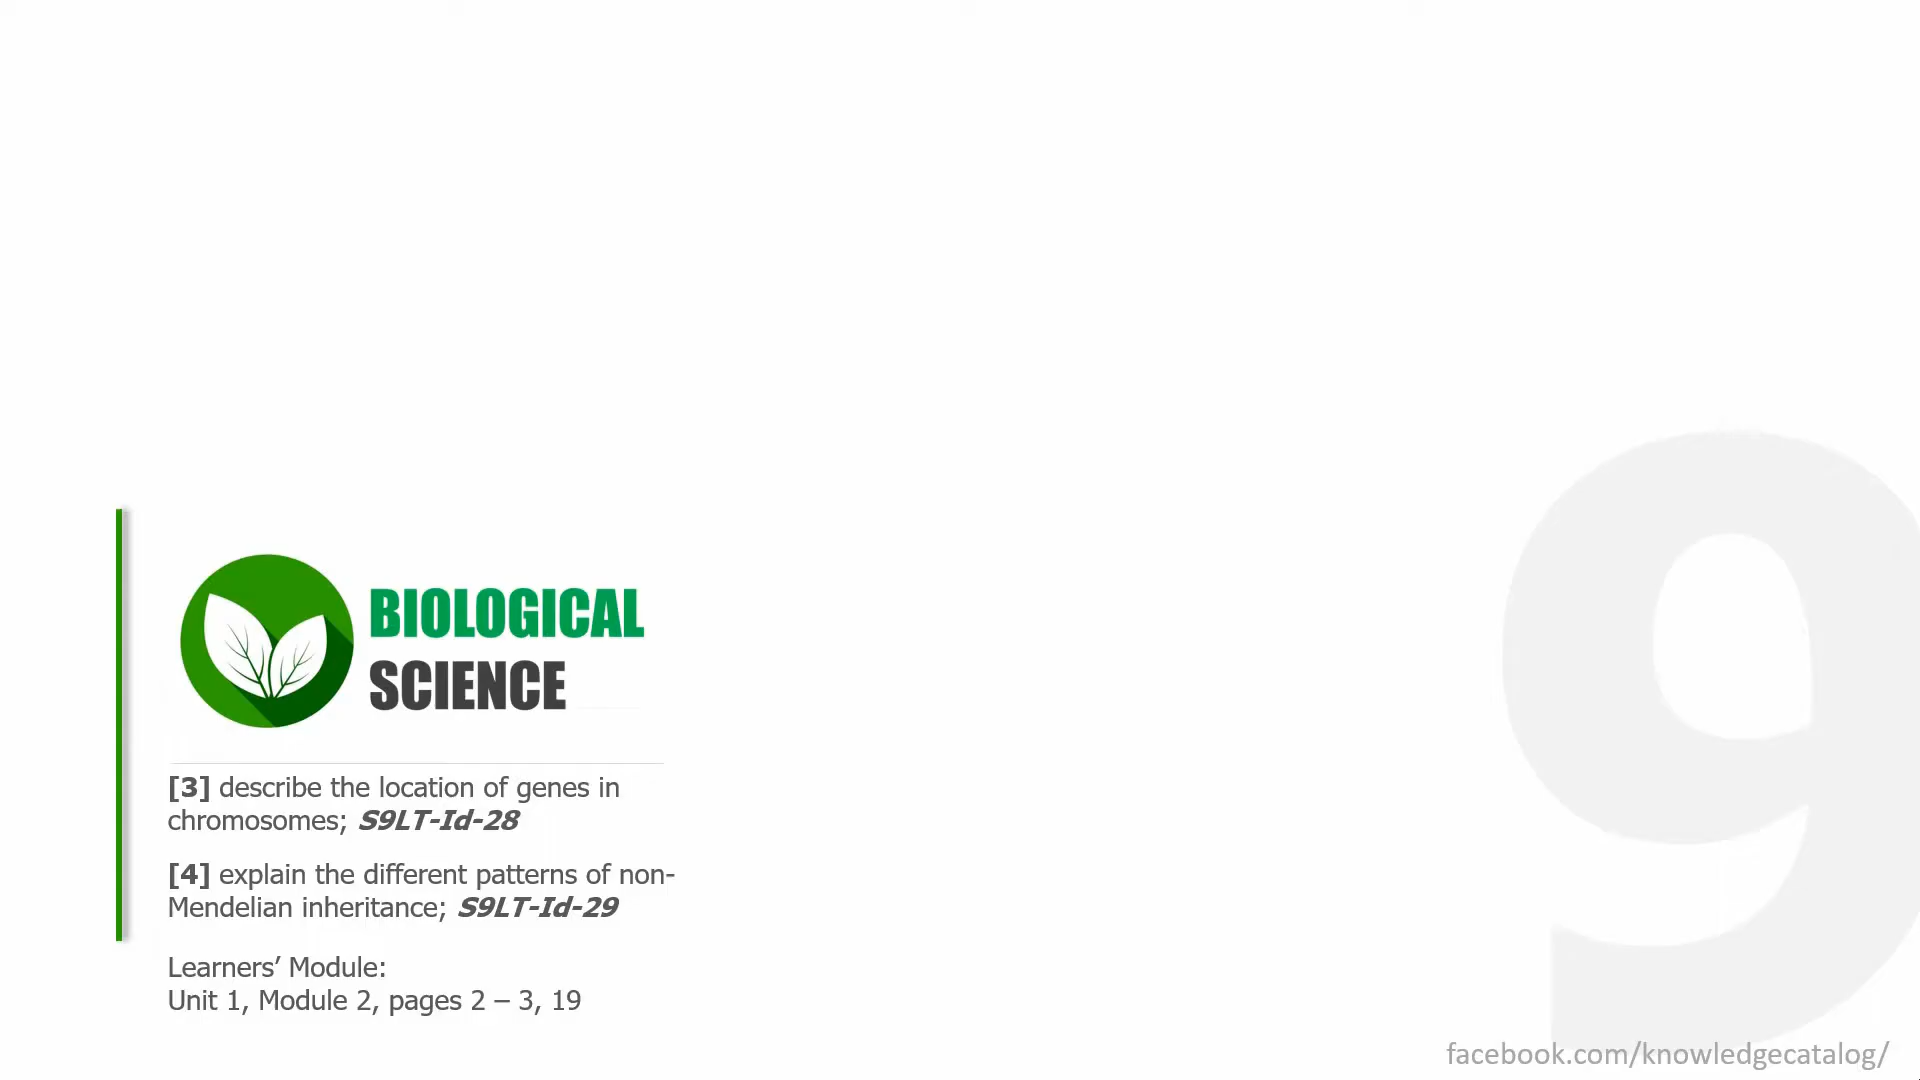 BIOLOGICAL
SCIENCE
[3] describe the location of genes in
chromosomes; S9LT-Id-28
[4] explain the different patterns of non-
Mendelian inheritance; S9LT-Id-29
Learners’ Module:
Unit 1, Module 2, pages 2 – 3, 19
9
facebook.com/knowledgecatalog/